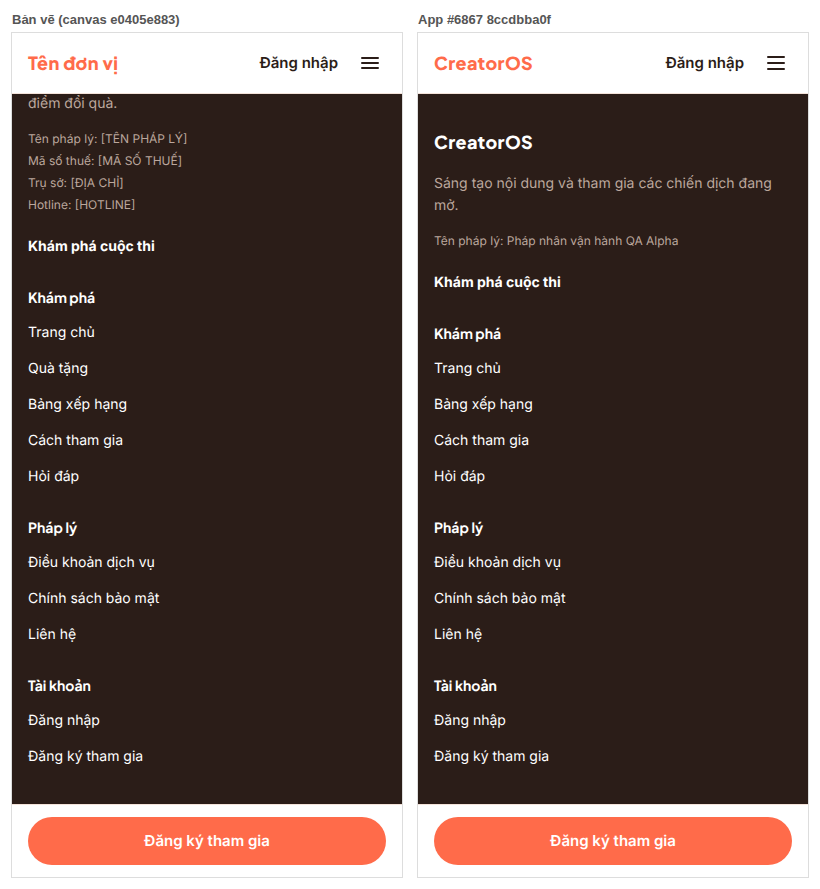 Bản vẽ (canvas e0405e883)
Tên đơn vị
Đăng nhập
điểm đổi quà.
Tên pháp lý: [TÊN PHÁP LÝ]
Mã số thuế: [MÃ SỐ THUẾ]
Trụ sở: [ĐỊA CHỈ]
Hotline: [HOTLINE]
Khám phá cuộc thi
Khám phá
Trang chủ
Quà tặng
Bảng xếp hạng
Cách tham gia
Hỏi đáp
Pháp lý
Điều khoản dịch vụ
Chính sách bảo mật
Liên hệ
Tài khoản
Đăng nhập
Đăng ký tham gia
Đăng ký tham gia
App #6867 8ccdbba0f
CreatorOS
Đăng nhập
CreatorOS
Sáng tạo nội dung và tham gia các chiến dịch đang
mở.
Tên pháp lý: Pháp nhân vận hành QA Alpha
Khám phá cuộc thi
Khám phá
Trang chủ
Bảng xếp hạng
Cách tham gia
Hỏi đáp
Pháp lý
Điều khoản dịch vụ
Chính sách bảo mật
Liên hệ
Tài khoản
Đăng nhập
Đăng ký tham gia
Đăng ký tham gia